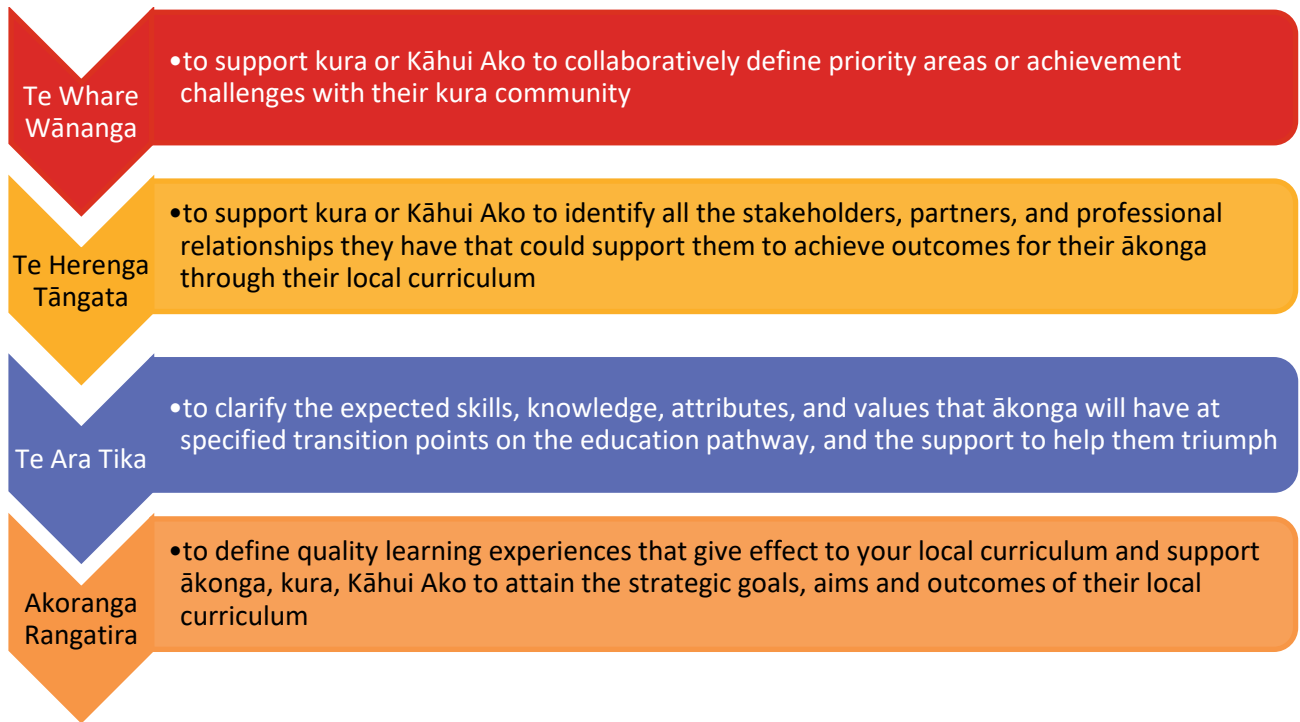 Te Whare
Wānanga
•to support kura or Kāhui Ako to collaboratively define priority areas or achievement
challenges with their kura community
Te Herenga
Tāngata
•to support kura or Kāhui Ako to identify all the stakeholders, partners, and professional
relationships they have that could support them to achieve outcomes for their ākonga
through their local curriculum
Te Ara Tika
•to clarify the expected skills, knowledge, attributes, and values that ākonga will have at
specified transition points on the education pathway, and the support to help them triumph
Akoranga
Rangatira
•to define quality learning experiences that give effect to your local curriculum and support
ākonga, kura, Kāhui Ako to attain the strategic goals, aims and outcomes of their local
curriculum